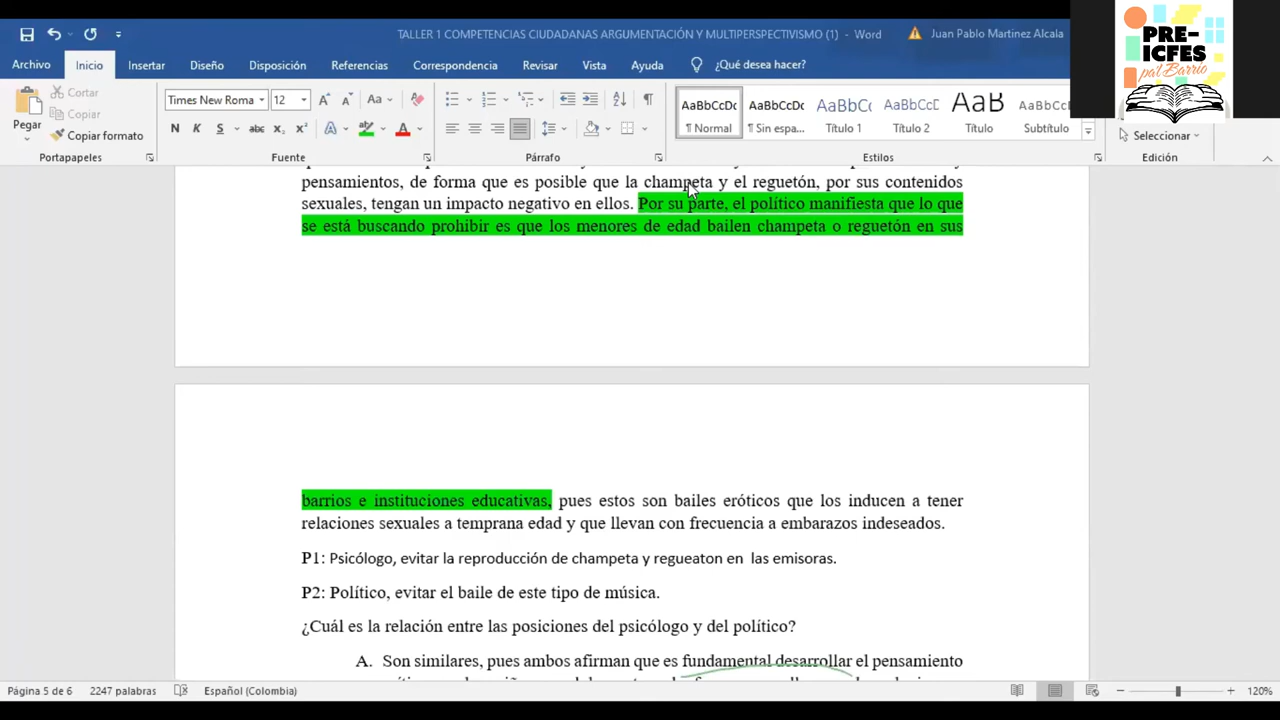 TALLER 1 COMPETENCIAS CIUDADANAS ARGUMENTACIÓN Y MULTIPERSPECTIVISMO (1) - Word
Juan Pablo Martinez Alcala
PRE-
ICFES
pal Barrio
Archivo Inicio Insertar Diseño Disposición Referencias Correspondencia Revisar Vista Ayuda ¿Qué desea hacer?
Pegar
Cortar
Copiar
Copiar formato
Times New Roma 12
N K S abc x₂ x²
AaBbCcDc AaBbCcDc AaBbC AaBbCcD AaB AaBbCc
¶ Normal ¶ Sin espa... Título 1 Título 2 Título Subtítulo
Seleccionar
Portapapeles Fuente Párrafo Estilos Edición
pensamientos, de forma que es posible que la champeta y el reguetón, por sus contenidos
sexuales, tengan un impacto negativo en ellos. Por su parte, el político manifiesta que lo que
se está buscando prohibir es que los menores de edad bailen champeta o reguetón en sus
barrios e instituciones educativas, pues estos son bailes eróticos que los inducen a tener
relaciones sexuales a temprana edad y que llevan con frecuencia a embarazos indeseados.
P1: Psicólogo, evitar la reproducción de champeta y regueaton en las emisoras.
P2: Político, evitar el baile de este tipo de música.
¿Cuál es la relación entre las posiciones del psicólogo y del político?
A. Son similares, pues ambos afirman que es fundamental desarrollar el pensamiento
Página 5 de 6 2247 palabras Español (Colombia) 120%